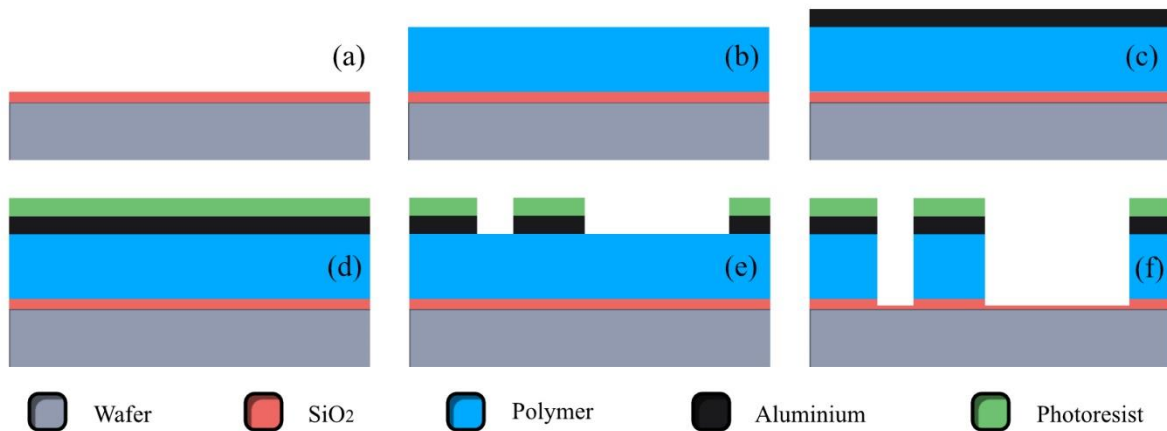 (a)
(b)
(c)
(d)
(e)
(f)
Wafer
SiO2
Polymer
Aluminium
Photoresist